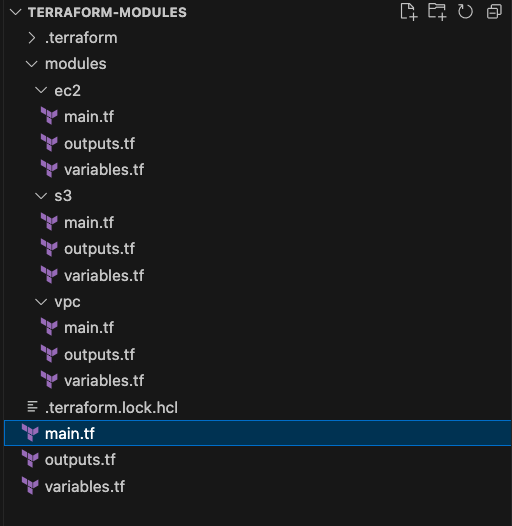 TERRAFORM-MODULES
.terraform
modules
ec2
main.tf
outputs.tf
variables.tf
s3
main.tf
outputs.tf
variables.tf
vpc
main.tf
outputs.tf
variables.tf
.terraform.lock.hcl
main.tf
outputs.tf
variables.tf